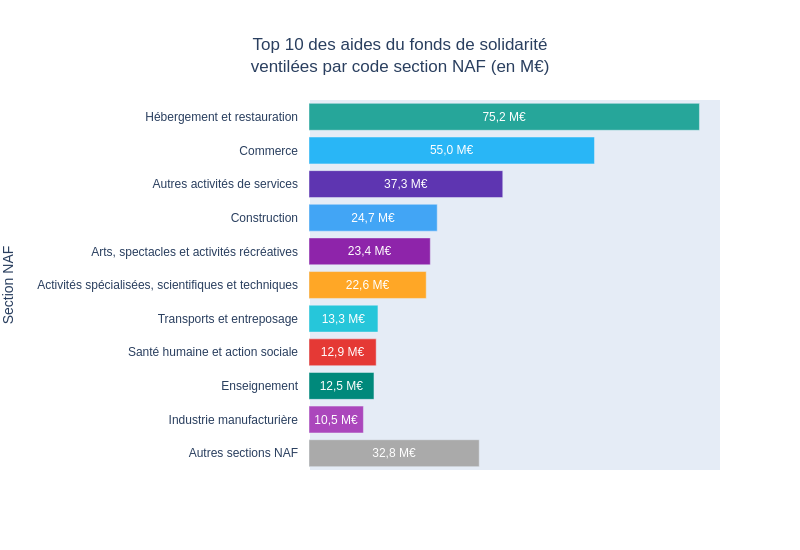 Top 10 des aides du fonds de solidarité
ventilées par code section NAF (en M€)
Section NAF
Hébergement et restauration 75,2 M€
Commerce 55,0 M€
Autres activités de services 37,3 M€
Construction 24,7 M€
Arts, spectacles et activités récréatives 23,4 M€
Activités spécialisées, scientifiques et techniques 22,6 M€
Transports et entreposage 13,3 M€
Santé humaine et action sociale 12,9 M€
Enseignement 12,5 M€
Industrie manufacturière 10,5 M€
Autres sections NAF 32,8 M€